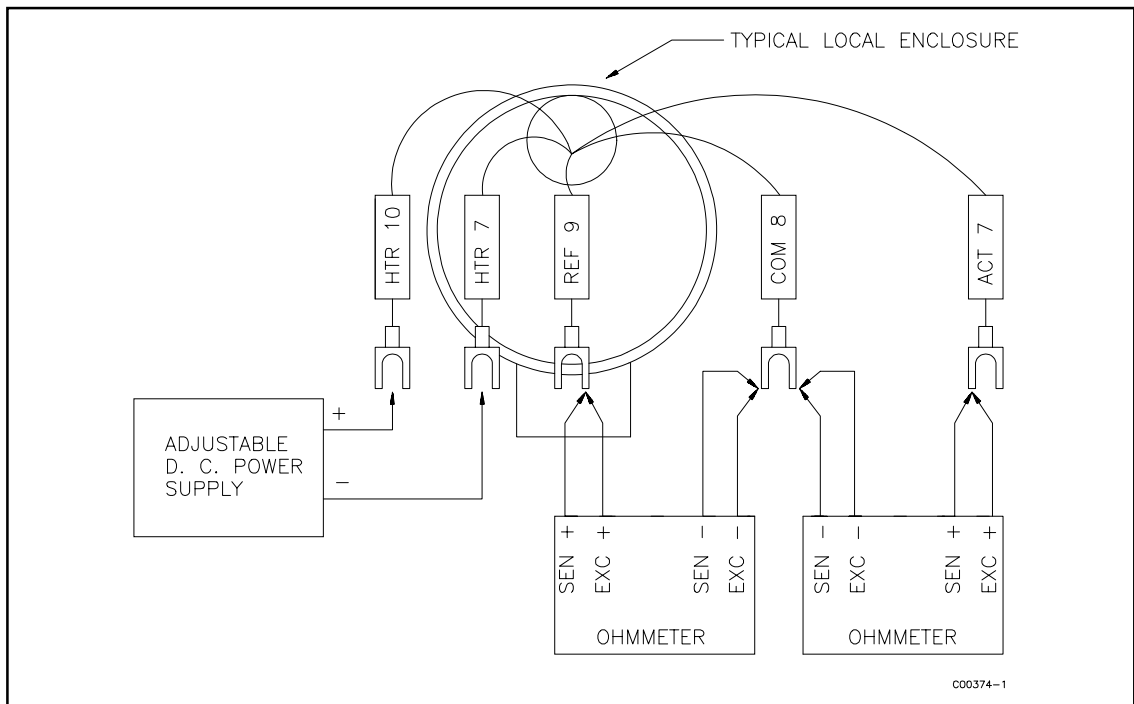 TYPICAL LOCAL ENCLOSURE
HTR 10
HTR 7
REF 9
COM 8
ACT 7
+
−
ADJUSTABLE
D. C. POWER
SUPPLY
SEN +
EXC +
SEN −
EXC −
OHMMETER
SEN −
EXC −
SEN +
EXC +
OHMMETER
C00374-1